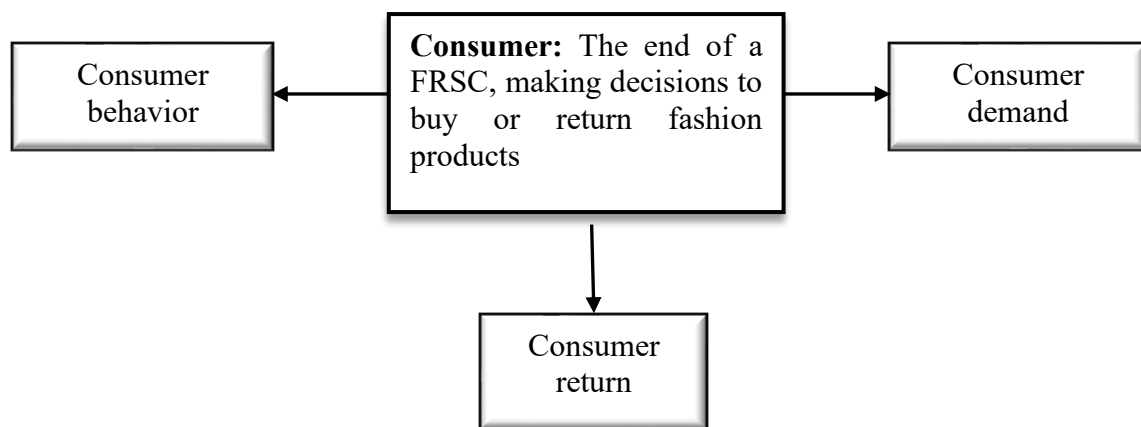 Consumer: The end of a
FRSC, making decisions to
buy or return fashion
products
Consumer
behavior
Consumer
demand
Consumer
return